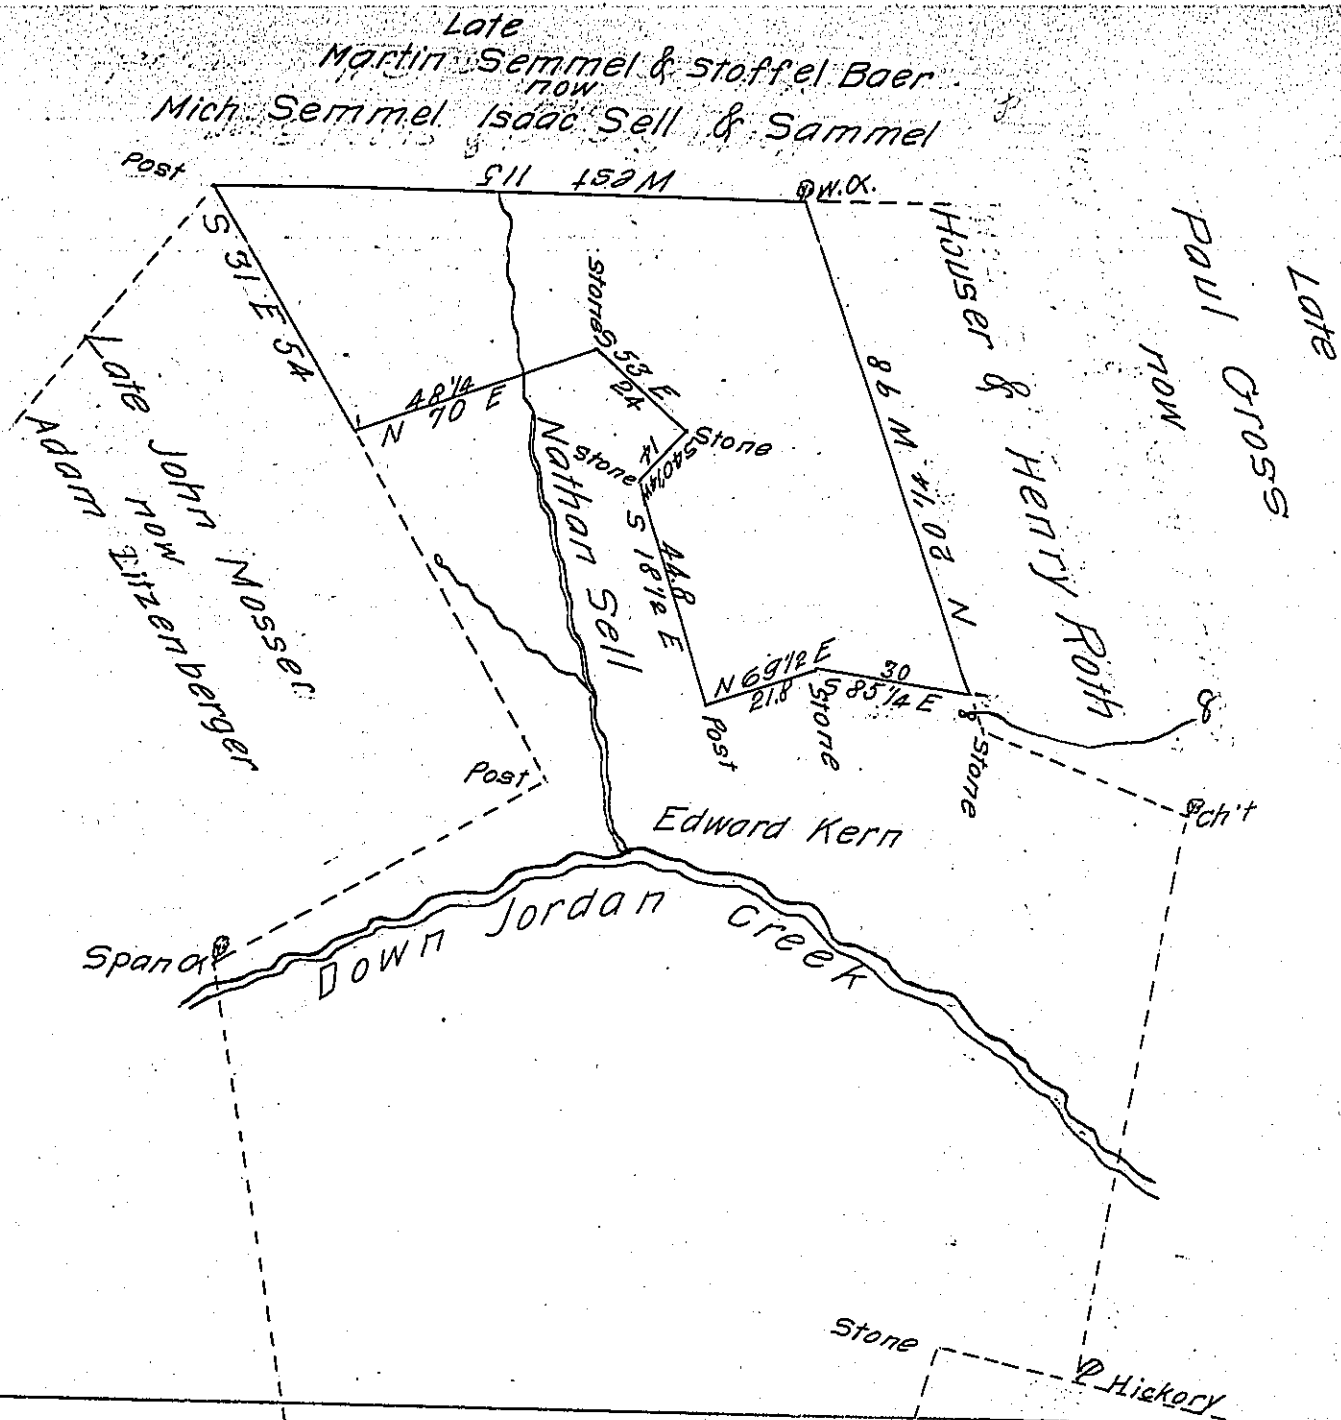 Late
Martin Semmel & Stoffel Baer
now
Mich Semmel Isaac Sell & Sammel
Post
West 115
W.O.
Late
Paul Gross
now
Houser & Henry Roth
S 31 E 54
N 20 1/4 W 98
Stone
S 53 E
24
48 1/4
N 70 E
Stone
S40 1/4W
14
Stone
Late John Mosser
now
Adam Litzenberger
Nathan Sell
44.8
S 18 1/2 E
N 69 1/2 E
21.8
30
S 85 1/4 E
Post
Stone
Stone
Post
Ch't
Edward Kern
Span O
Down Jordan Creek
Stone
Hickory